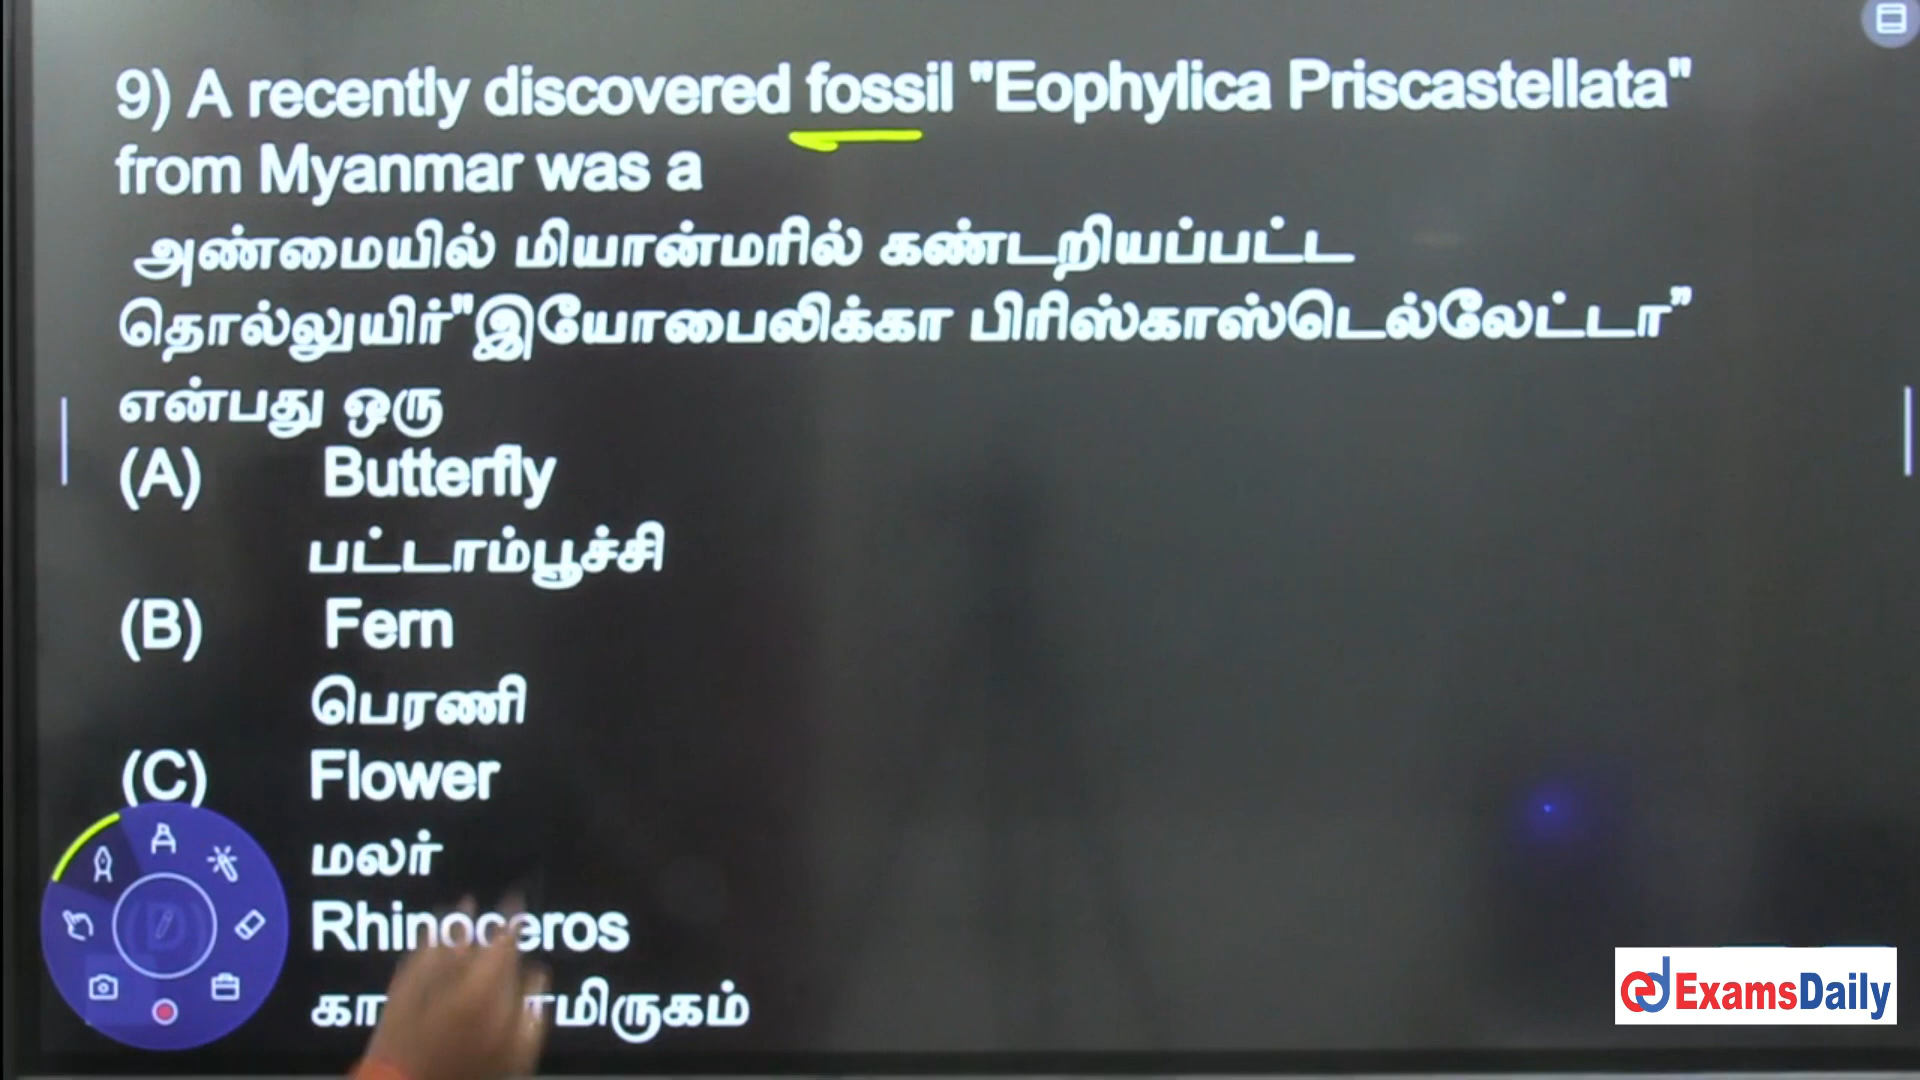 9) A recently discovered fossil "Eophylica Priscastellata"
from Myanmar was a
அண்மையில் மியான்மரில் கண்டறியப்பட்ட
தொல்லுயிர்"இயோபைலிக்கா பிரிஸ்காஸ்டெல்லேட்டா”
என்பது ஒரு
(A) Butterfly
பட்டாம்பூச்சி
(B) Fern
பெரணி
(C) Flower
மலர்
(D) Rhinoceros
ExamsDaily